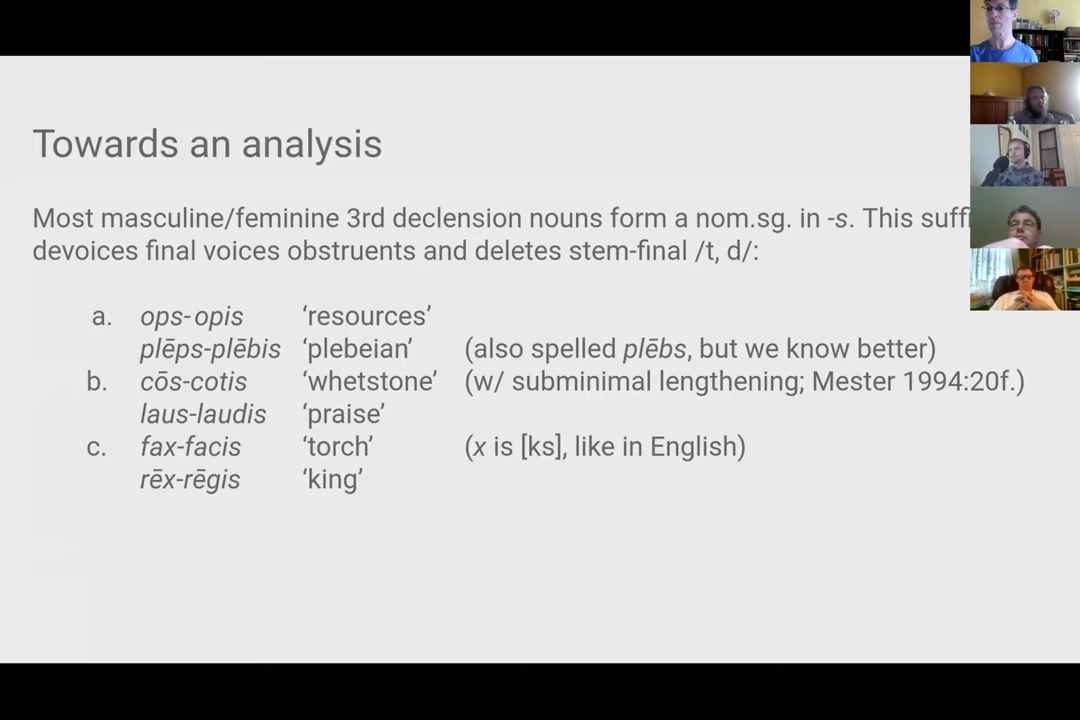 Towards an analysis
Most masculine/feminine 3rd declension nouns form a nom.sg. in -s. This
devoices final voices obstruents and deletes stem-final /t, d/:
a. ops-opis ‘resources’
plēps-plēbis ‘plebeian’ (also spelled plēbs, but we know better)
b. cōs-cotis ‘whetstone’ (w/ subminimal lengthening; Mester 1994:20f.)
laus-laudis ‘praise’
c. fax-facis ‘torch’ (x is [ks], like in English)
rēx-rēgis ‘king’